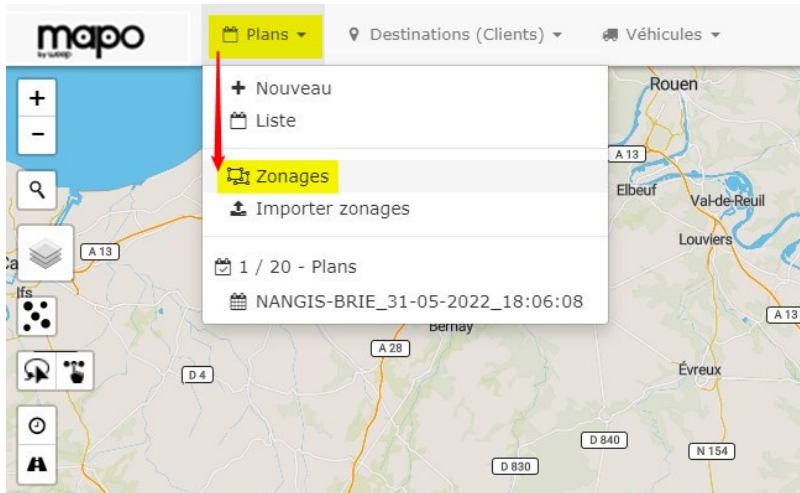 mapo
by woop
Plans
Destinations (Clients)
Véhicules
+
-
Nouveau
Liste
Zonages
Importer zonages
1 / 20 - Plans
NANGIS-BRIE_31-05-2022_18:06:08
Rouen
A 13
Elbeuf
Val-de-Reuil
Louviers
A 13
Ca
Ifs
A 13
Bernay
A 28
D 4
Évreux
D 840
N 154
D 830